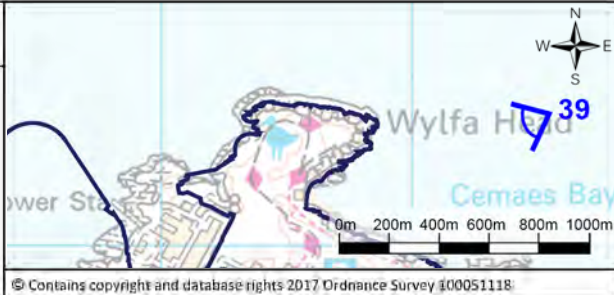 N
W E
S
39
Wylfa Head
ower Sta
Cemaes Bay
0m 200m 400m 600m 800m 1000m
© Contains copyright and database rights 2017 Ordnance Survey 100051118